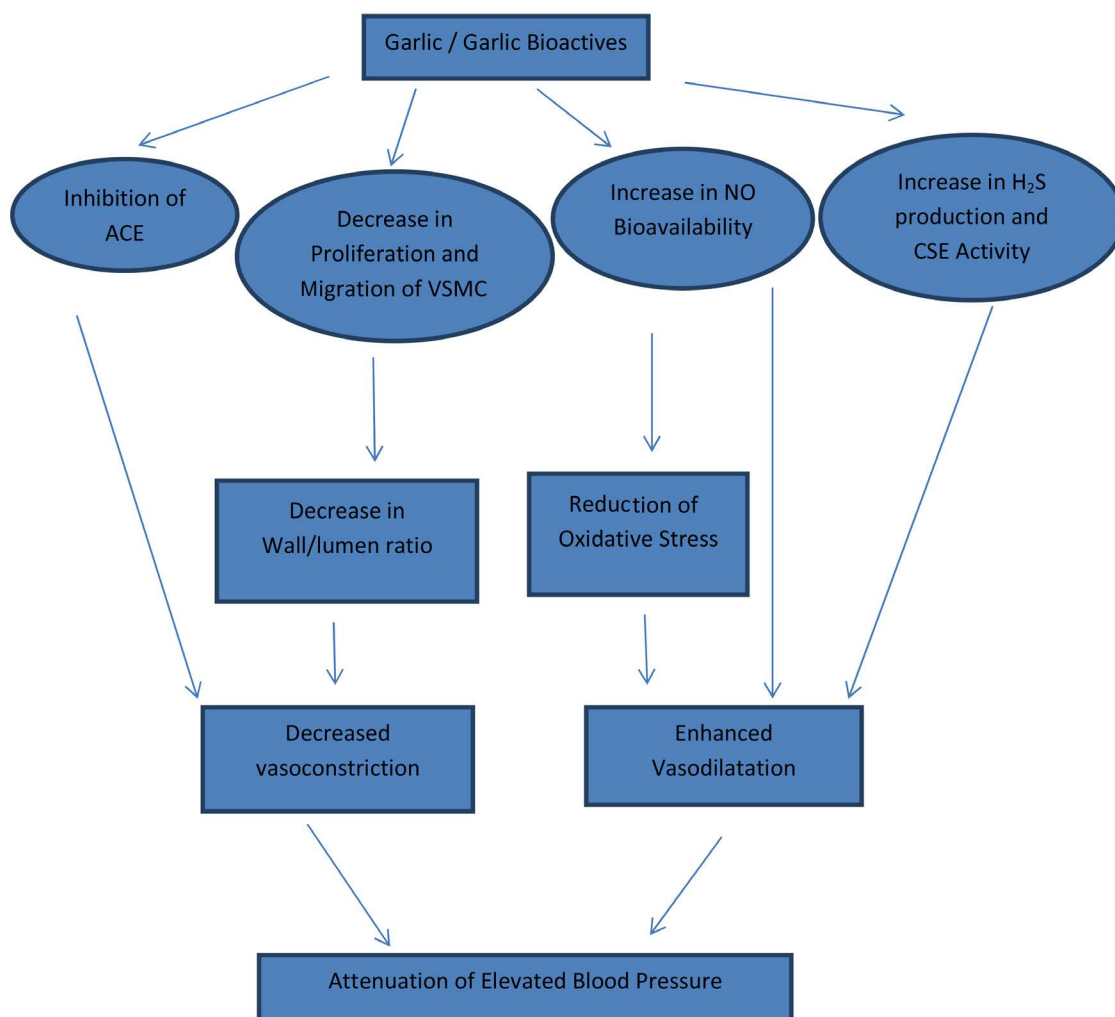 Garlic / Garlic Bioactives
Inhibition of
ACE
Decrease in
Proliferation and
Migration of VSMC
Increase in NO
Bioavailability
Increase in H₂S
production and
CSE Activity
Decrease in
Wall/lumen ratio
Reduction of
Oxidative Stress
Decreased
vasoconstriction
Enhanced
Vasodilatation
Attenuation of Elevated Blood Pressure